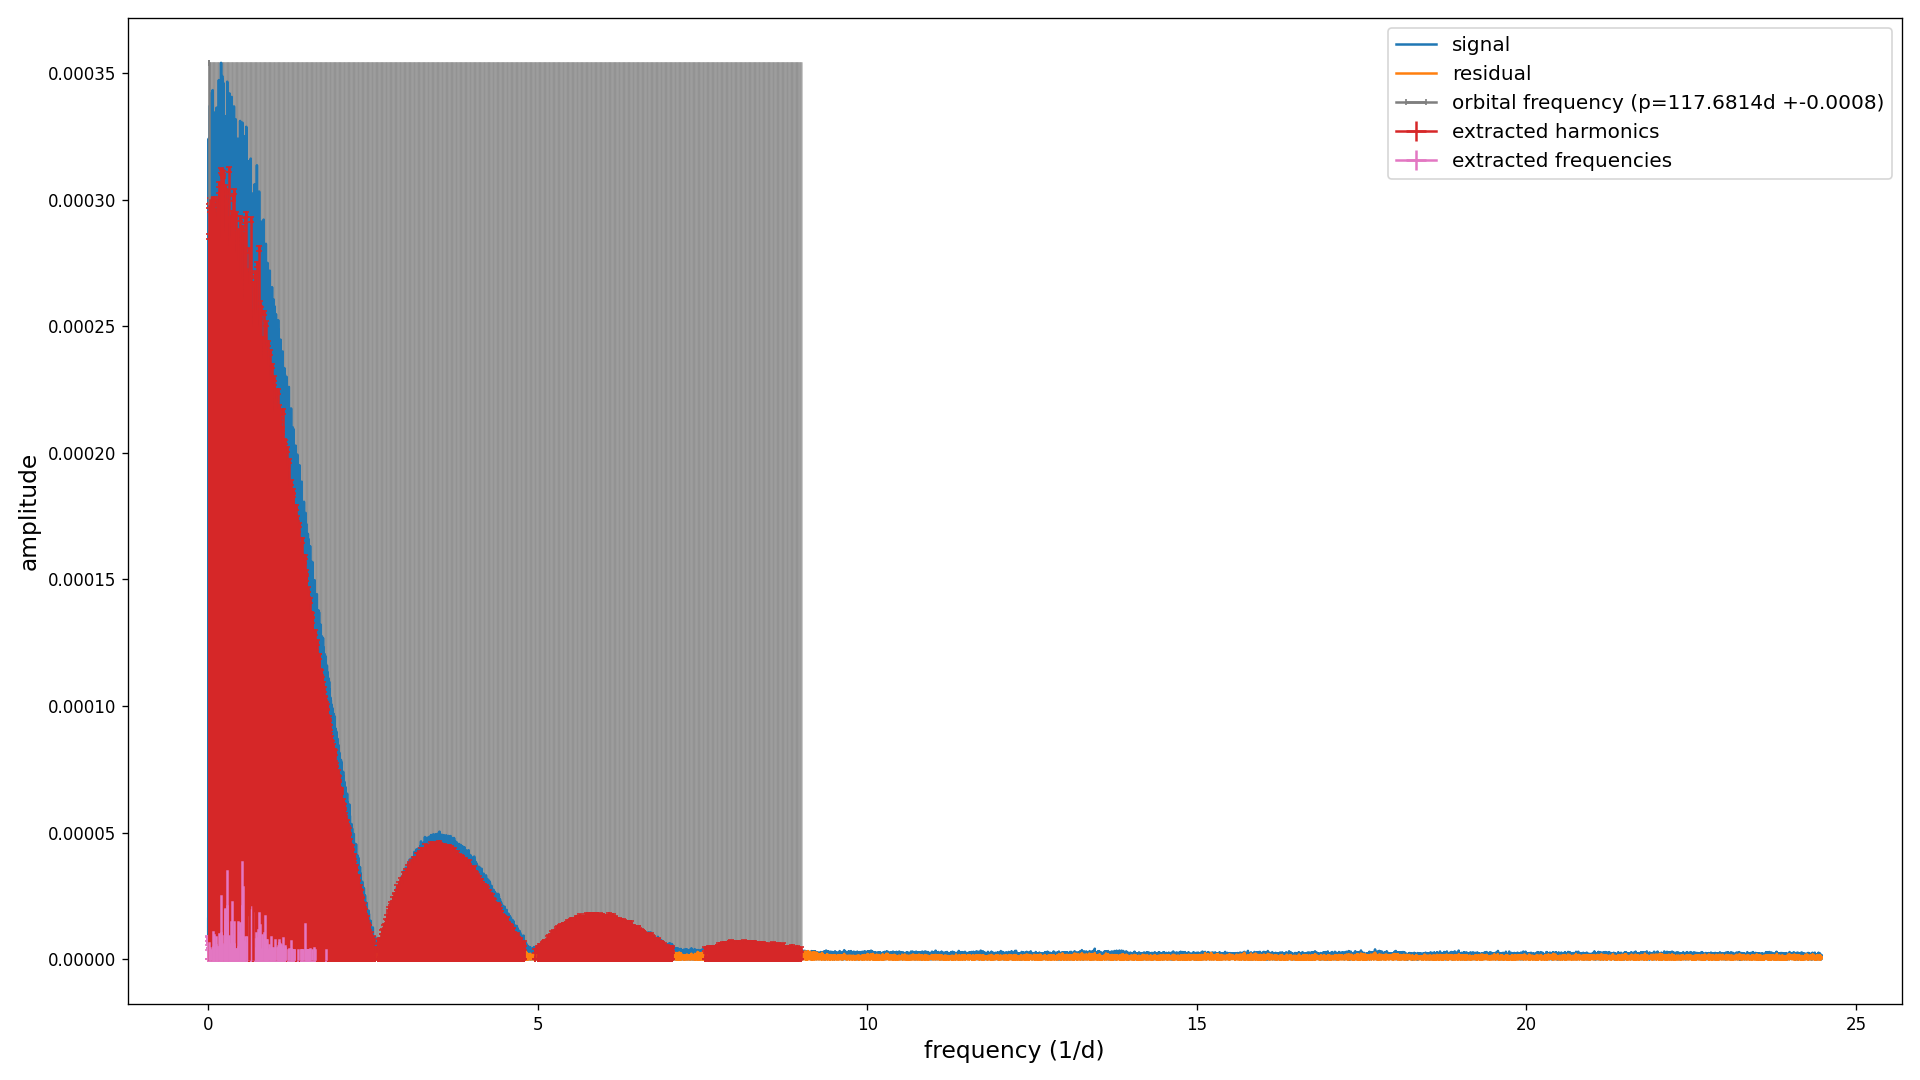 signal
residual
orbital frequency (p=117.6814d +-0.0008)
extracted harmonics
extracted frequencies
amplitude
0.00035
0.00030
0.00025
0.00020
0.00015
0.00010
0.00005
0.00000
0 5 10 15 20 25
frequency (1/d)